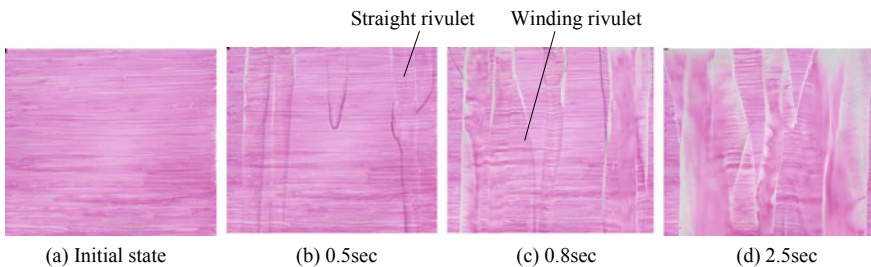 Straight rivulet
Winding rivulet
(a) Initial state
(b) 0.5sec
(c) 0.8sec
(d) 2.5sec